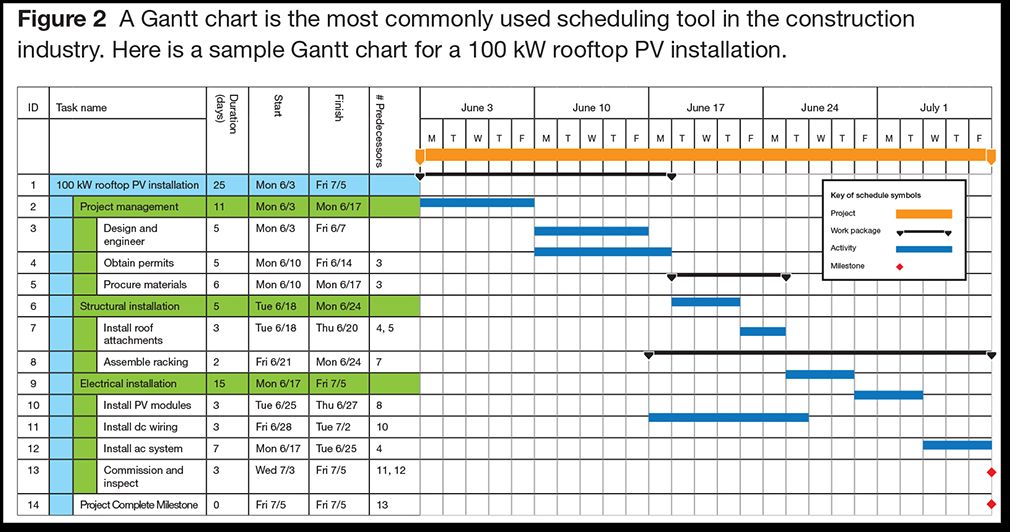 Figure 2 A Gantt chart is the most commonly used scheduling tool in the construction
industry. Here is a sample Gantt chart for a 100 kW rooftop PV installation.
ID Task name Duration (days) Start Finish # Predecessors June 3 June 10 June 17 June 24 July 1
M T W T F M T W T F M T W T F M T W T F M T W T F
1 100 kW rooftop PV installation 25 Mon 6/3 Fri 7/5
2 Project management 11 Mon 6/3 Mon 6/17
3 Design and engineer 5 Mon 6/3 Fri 6/7
4 Obtain permits 5 Mon 6/10 Fri 6/14 3
5 Procure materials 6 Mon 6/10 Mon 6/17 3
6 Structural installation 5 Tue 6/18 Mon 6/24
7 Install roof attachments 3 Tue 6/18 Thu 6/20 4, 5
8 Assemble racking 2 Fri 6/21 Mon 6/24 7
9 Electrical installation 15 Mon 6/17 Fri 7/5
10 Install PV modules 3 Tue 6/25 Thu 6/27 8
11 Install dc wiring 3 Fri 6/28 Tue 7/2 10
12 Install ac system 7 Mon 6/17 Tue 6/25 4
13 Commission and inspect 3 Wed 7/3 Fri 7/5 11, 12
14 Project Complete Milestone 0 Fri 7/5 Fri 7/5 13
Key of schedule symbols
Project
Work package
Activity
Milestone